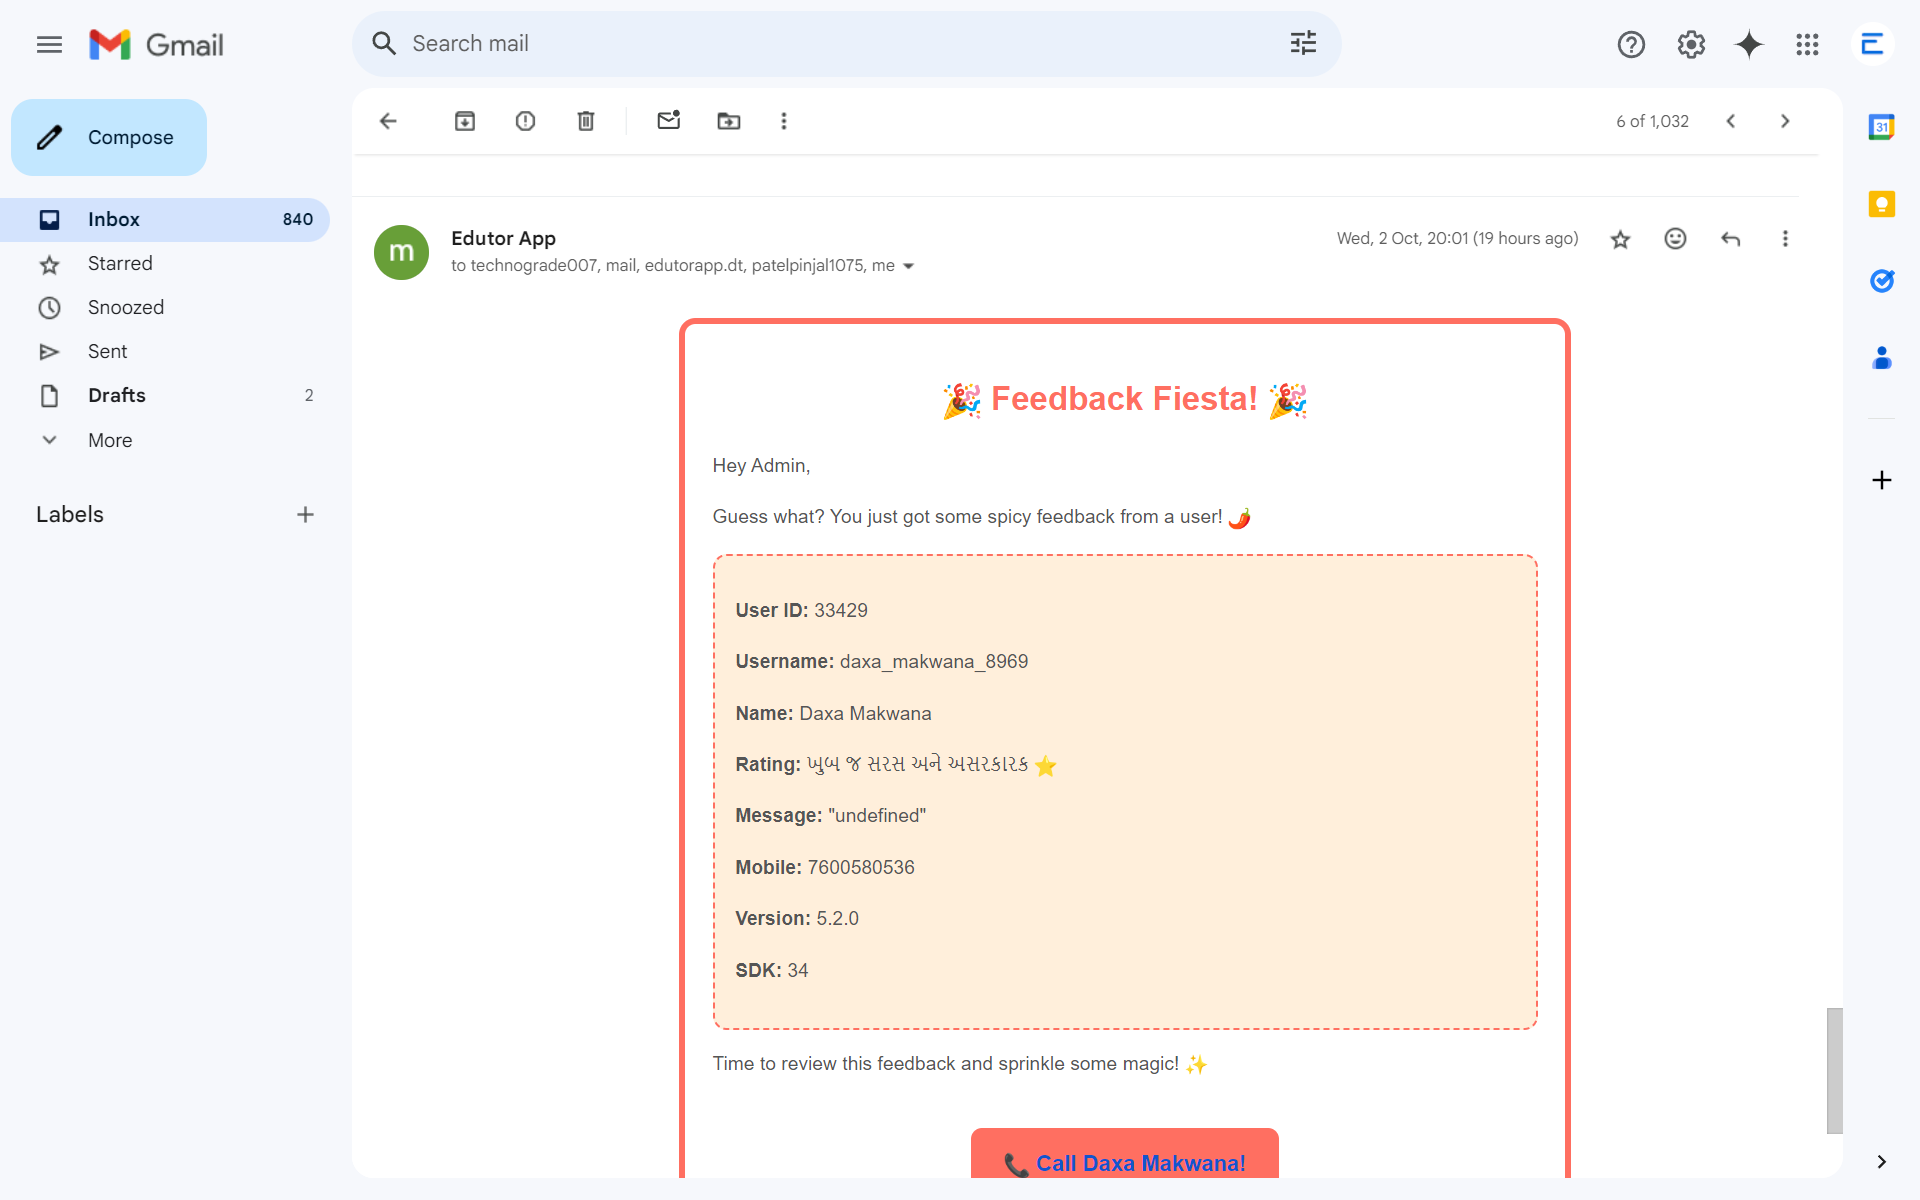 Gmail
Search mail
Compose
Inbox 840
Starred
Snoozed
Sent
Drafts 2
More
Labels
6 of 1,032
31
m
Edutor App
to technograde007, mail, edutorapp.dt, patelpinjal1075, me
Wed, 2 Oct, 20:01 (19 hours ago)
🎉 Feedback Fiesta! 🎉
Hey Admin,
Guess what? You just got some spicy feedback from a user! 🌶️
User ID: 33429
Username: daxa_makwana_8969
Name: Daxa Makwana
Rating: ખુબ જ સરસ અને અસરકારક ⭐
Message: "undefined"
Mobile: 7600580536
Version: 5.2.0
SDK: 34
Time to review this feedback and sprinkle some magic! ✨
📞 Call Daxa Makwana!